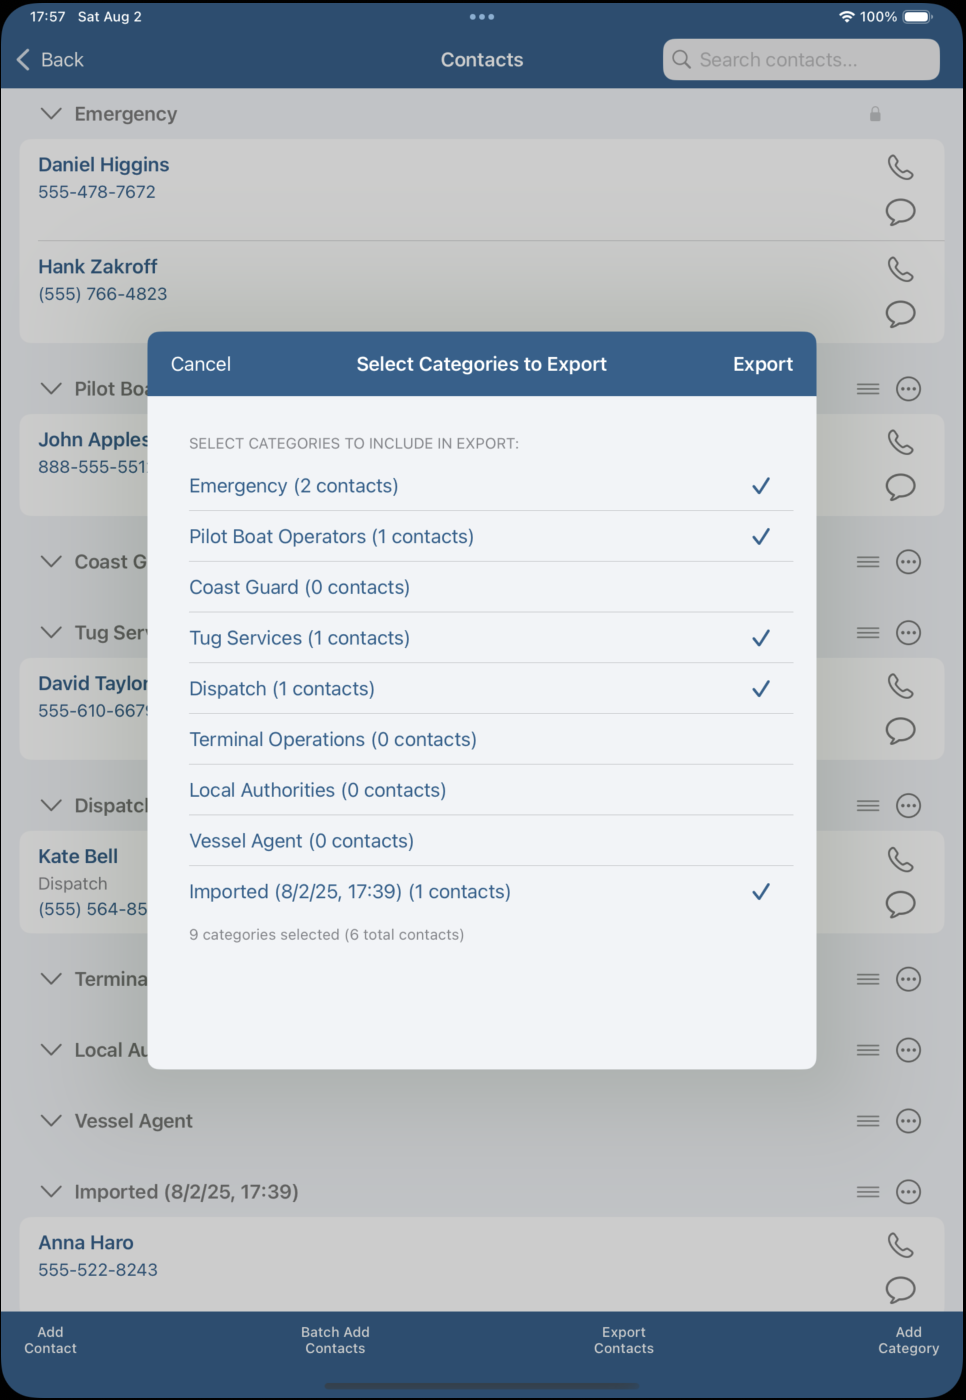 17:57 Sat Aug 2
100%
Back
Contacts
Search contacts...
Emergency
Daniel Higgins
555-478-7672
Hank Zakroff
(555) 766-4823
Cancel
Select Categories to Export
Export
Pilot
John
888-555-551
Coast
Tug
David Taylor
555-610-667
Kate Bell
Dispatch
(555) 564-85
Local
Vessel Agent
Imported (8/2/25, 17:39)
Anna Haro
555-522-8243
SELECT CATEGORIES TO INCLUDE IN EXPORT:
Emergency (2 contacts)
Pilot Boat Operators (1 contacts)
Coast Guard (0 contacts)
Tug Services (1 contacts)
Dispatch (1 contacts)
Terminal Operations (0 contacts)
Local Authorities (0 contacts)
Vessel Agent (0 contacts)
Imported (8/2/25, 17:39) (1 contacts)
9 categories selected (6 total contacts)
Add
Contact
Batch Add
Contacts
Export
Contacts
Add
Category